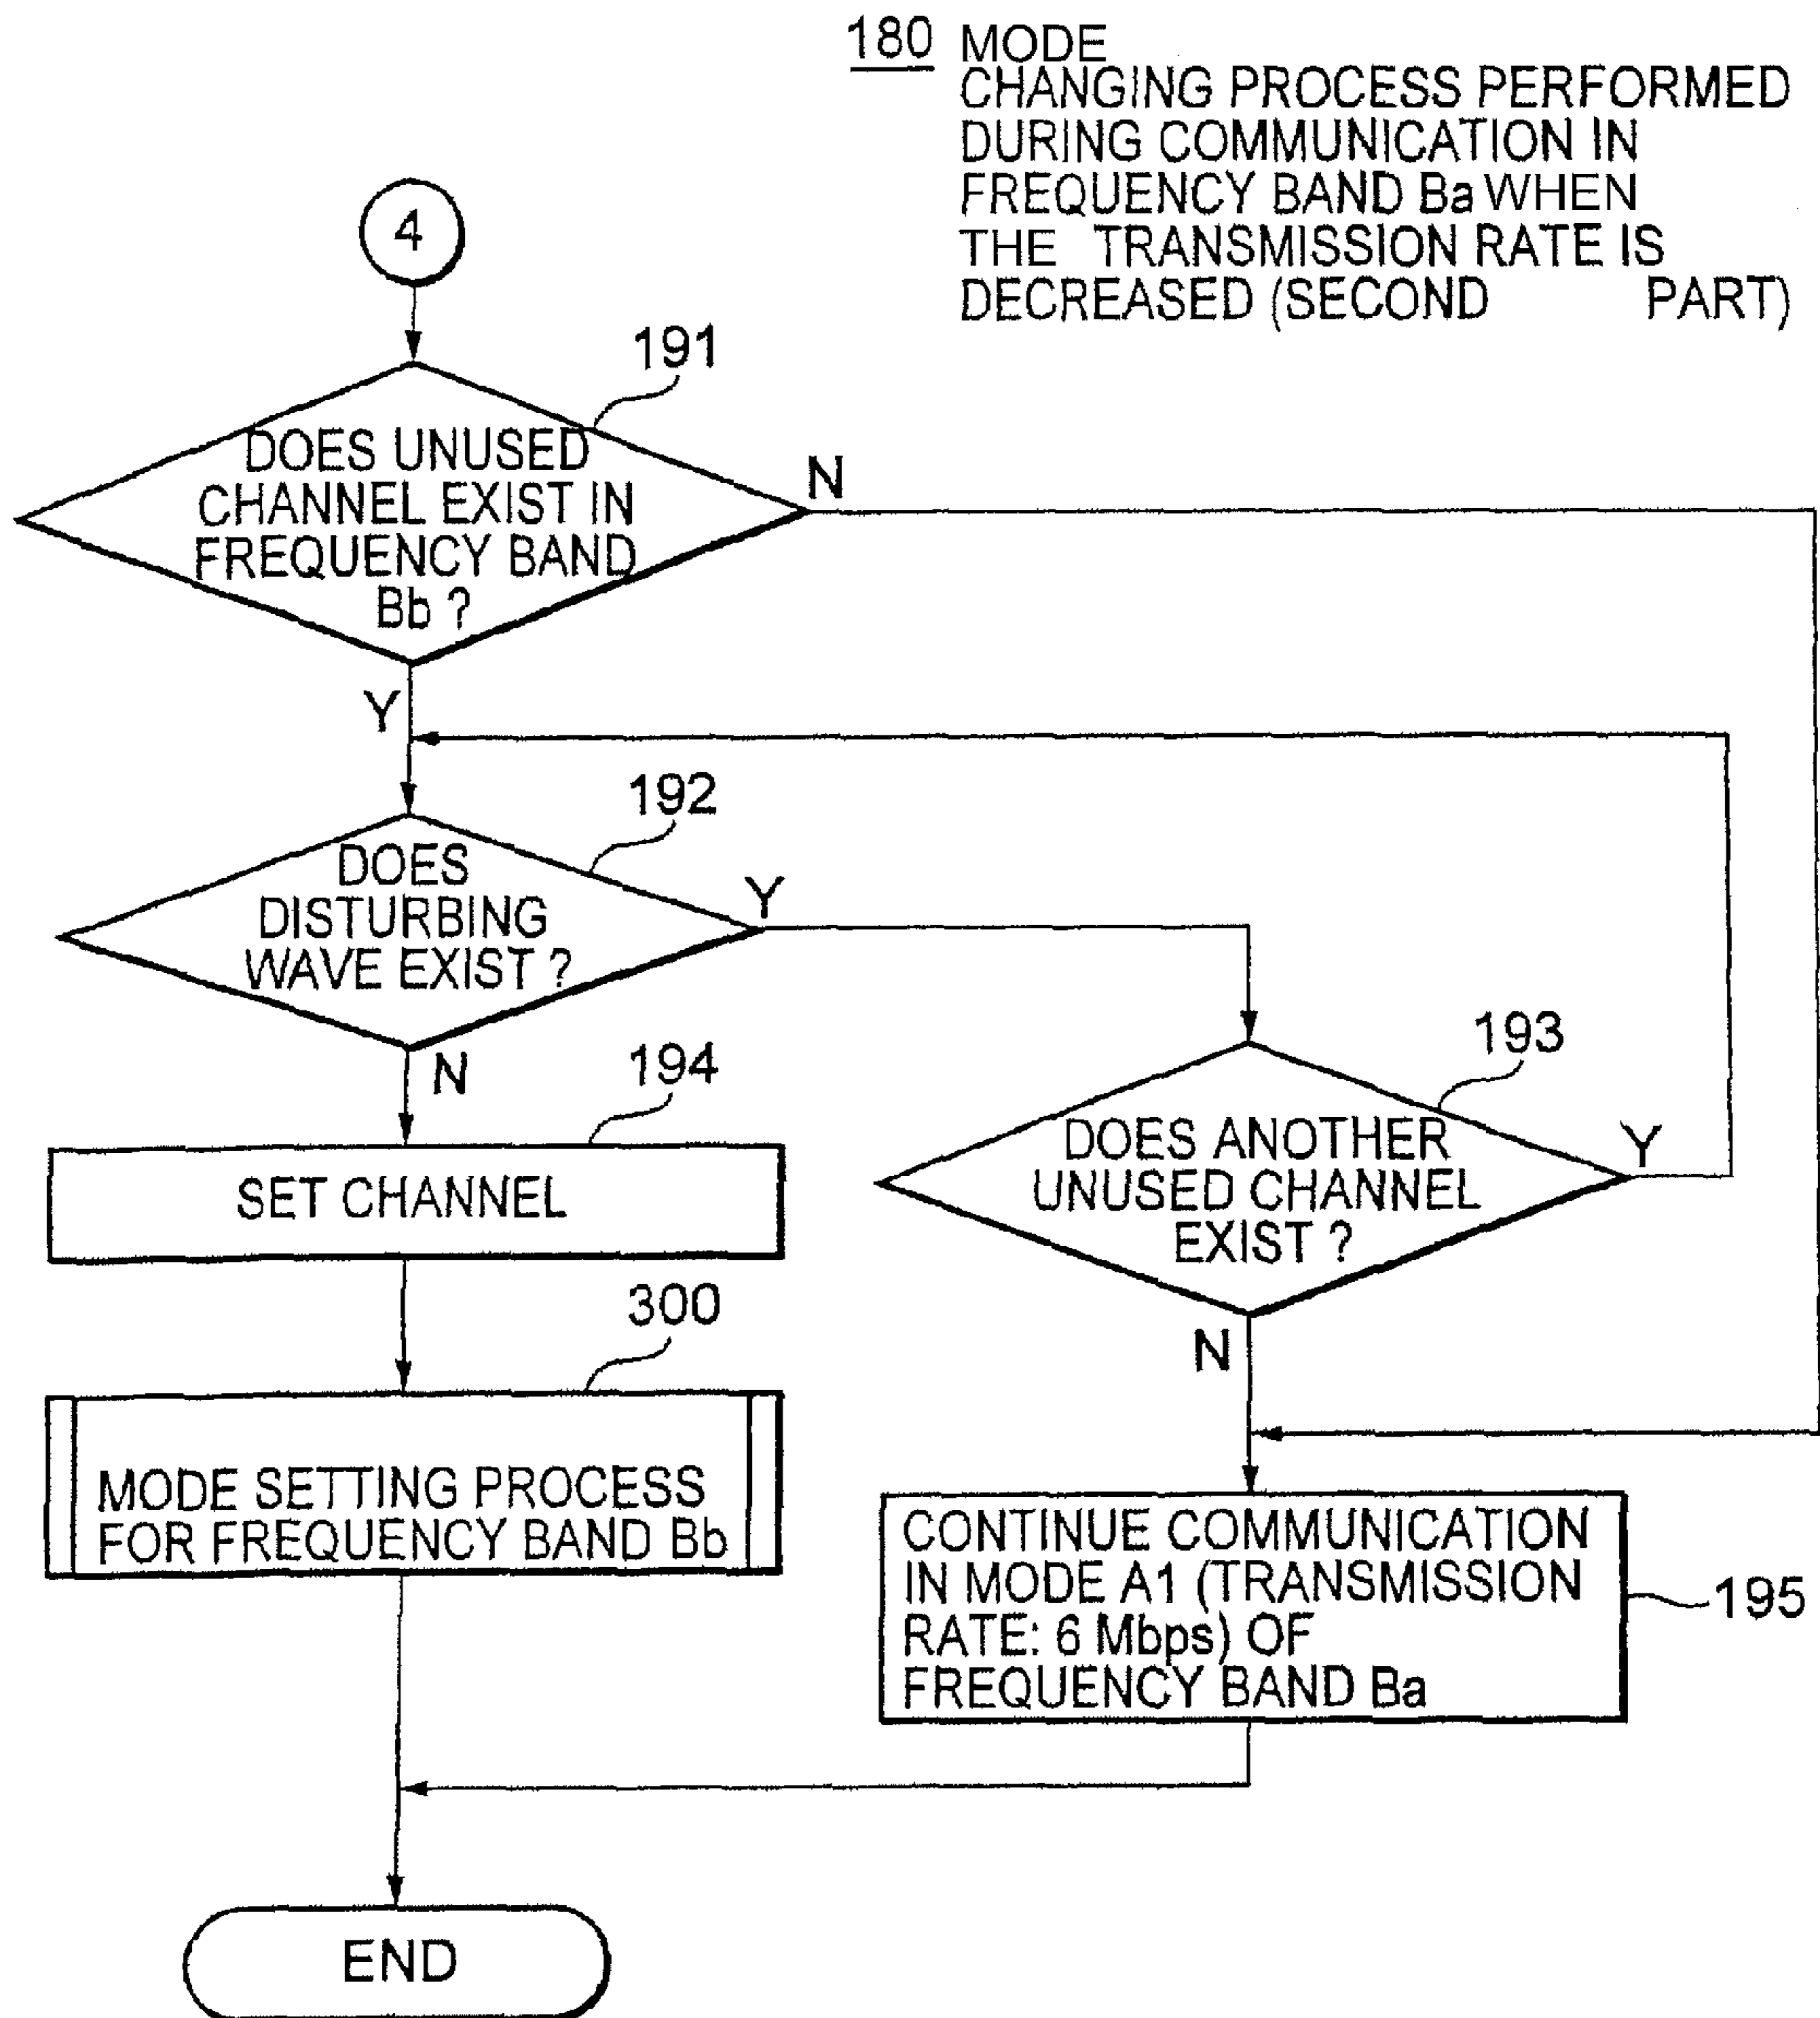 180 MODE
CHANGING PROCESS PERFORMED
DURING COMMUNICATION IN
FREQUENCY BAND Ba WHEN
THE TRANSMISSION RATE IS
DECREASED (SECOND PART)
4
191
DOES UNUSED
CHANNEL EXIST IN
FREQUENCY BAND
Bb ?
N
Y
192
DOES
DISTURBING
WAVE EXIST ?
Y
N
193
DOES ANOTHER
UNUSED CHANNEL
EXIST ?
Y
N
194
SET CHANNEL
300
MODE SETTING PROCESS
FOR FREQUENCY BAND Bb
CONTINUE COMMUNICATION
IN MODE A1 (TRANSMISSION
RATE: 6 Mbps) OF
FREQUENCY BAND Ba
195
END